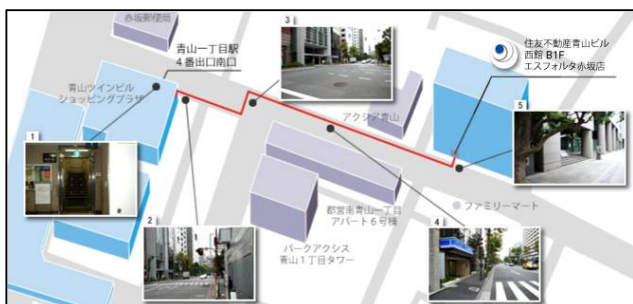 赤坂郵便局
青山一丁目駅
4番出口南口
青山ツインビル
ショッピングプラザ
1
2
3
アクシア青山
住友不動産青山ビル
西館 B1F
エスフォルタ赤坂店
5
都営南青山一丁目
アパート6号棟
パークアクシス
青山1丁目タワー
4
ファミリーマート